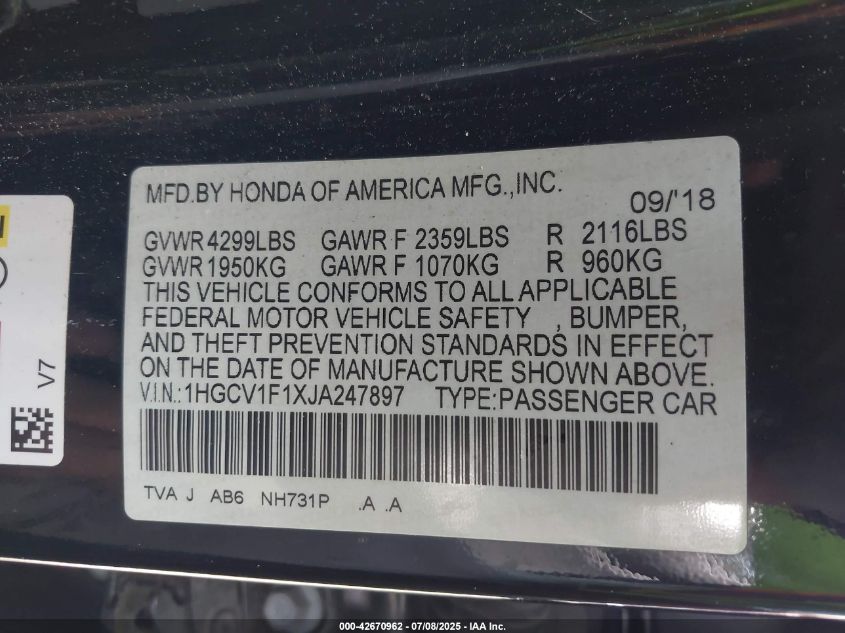 MFD.BY HONDA OF AMERICA MFG.,INC. 09/'18
GVWR 4299LBS GAWR F 2359LBS R 2116LBS
GVWR 1950KG GAWR F 1070KG R 960KG
THIS VEHICLE CONFORMS TO ALL APPLICABLE
FEDERAL MOTOR VEHICLE SAFETY , BUMPER,
AND THEFT PREVENTION STANDARDS IN EFFECT
ON THE DATE OF MANUFACTURE SHOWN ABOVE.
V.I.N.:1HGCV1F1XJA247897 TYPE:PASSENGER CAR
TVA J AB6 NH731P .A .A
V7
000-42670962 - 07/08/2025 - IAA Inc.